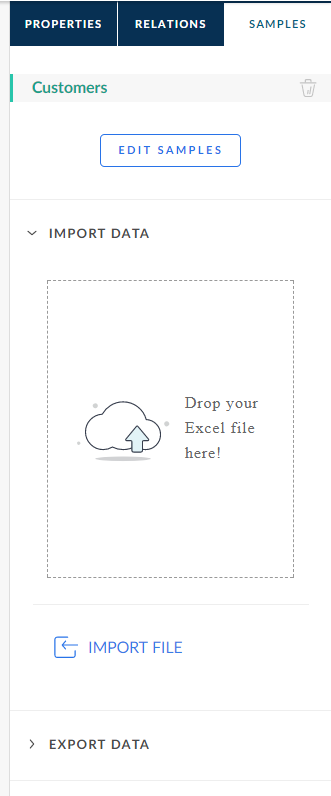 PROPERTIES RELATIONS SAMPLES
Customers
EDIT SAMPLES
IMPORT DATA
Drop your
Excel file
here!
IMPORT FILE
EXPORT DATA